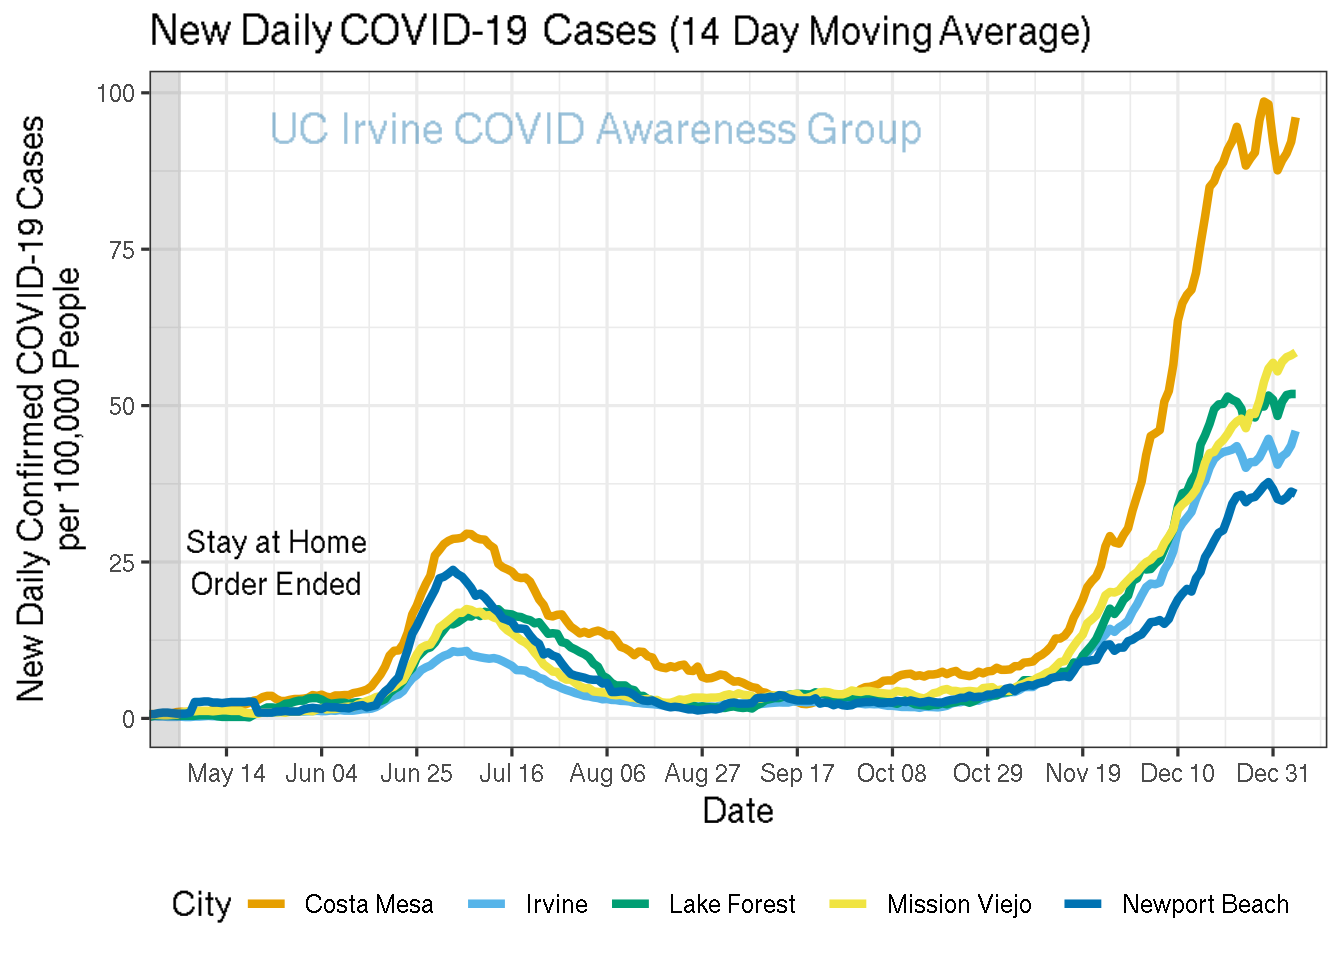 New Daily COVID-19 Cases (14 Day Moving Average)
UC Irvine COVID Awareness Group
New Daily Confirmed COVID-19 Cases
per 100,000 People
100
75
50
25
0
Stay at Home
Order Ended
May 14 Jun 04 Jun 25 Jul 16 Aug 06 Aug 27 Sep 17 Oct 08 Oct 29 Nov 19 Dec 10 Dec 31
Date
City Costa Mesa Irvine Lake Forest Mission Viejo Newport Beach